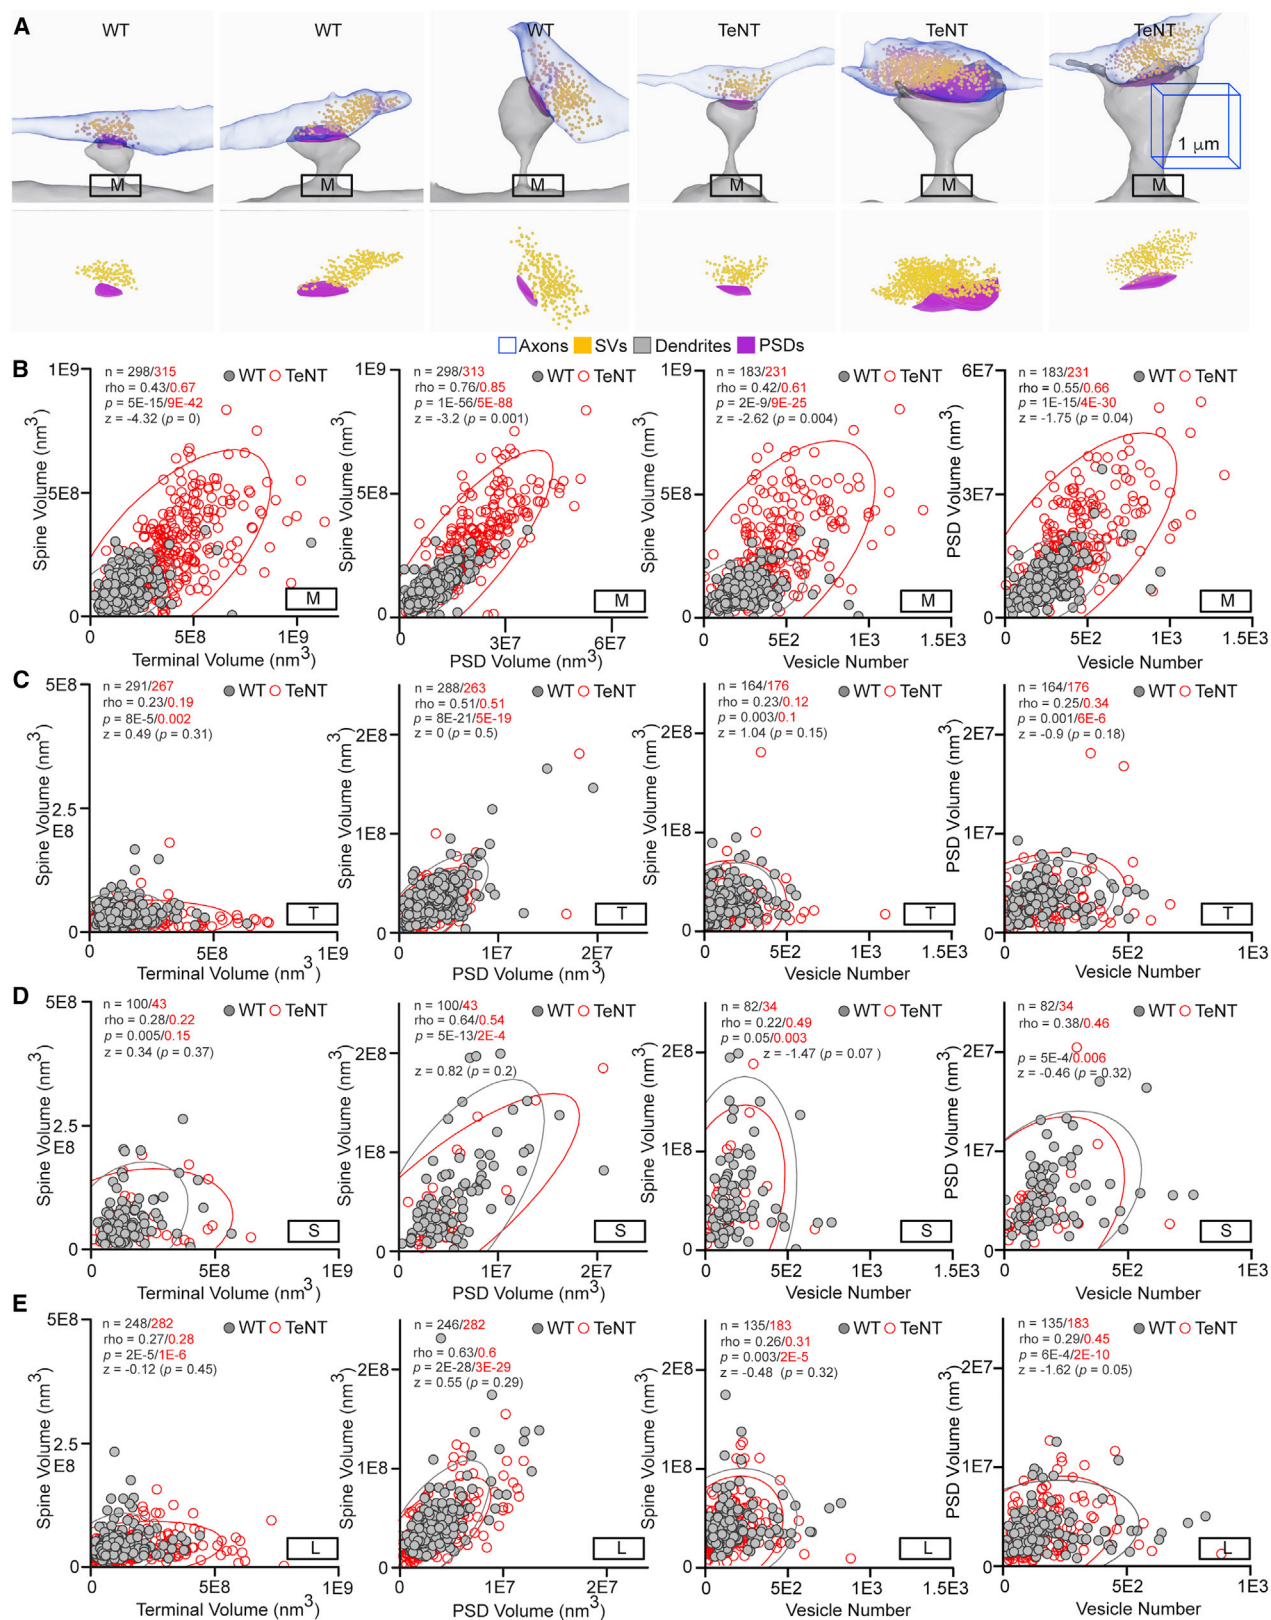 A
WT
WT
WT
TeNT
TeNT
TeNT
1 μm
M
M
M
M
M
M
Axons SVs Dendrites PSDs
B
n = 298/315
rho = 0.43/0.67
p = 5E-15/9E-42
z = -4.32 (p = 0)
WT TeNT
1E9
5E8
0
Spine Volume (nm3)
M
0 5E8 1E9
Terminal Volume (nm3)
n = 298/313
rho = 0.76/0.85
p = 1E-56/5E-88
z = -3.2 (p = 0.001)
WT TeNT
1E9
5E8
0
Spine Volume (nm3)
M
0 3E7 6E7
PSD Volume (nm3)
n = 183/231
rho = 0.42/0.61
p = 2E-9/9E-25
z = -2.62 (p = 0.004)
WT TeNT
1E9
5E8
0
Spine Volume (nm3)
M
0 5E2 1E3 1.5E3
Vesicle Number
n = 183/231
rho = 0.55/0.66
p = 1E-15/4E-30
z = -1.75 (p = 0.04)
WT TeNT
6E7
3E7
0
PSD Volume (nm3)
M
0 5E2 1E3 1.5E3
Vesicle Number
C
n = 291/267
rho = 0.23/0.19
p = 8E-5/0.002
z = 0.49 (p = 0.31)
WT TeNT
5E8
2.5
E8
0
Spine Volume (nm3)
T
0 5E8 1E9
Terminal Volume (nm3)
n = 288/263
rho = 0.51/0.51
p = 8E-21/5E-19
z = 0 (p = 0.5)
WT TeNT
2E8
1E8
0
Spine Volume (nm3)
T
0 1E7 2E7
PSD Volume (nm3)
n = 164/176
rho = 0.23/0.12
p = 0.003/0.1
z = 1.04 (p = 0.15)
WT TeNT
2E8
1E8
0
Spine Volume (nm3)
T
0 5E2 1E3 1.5E3
Vesicle Number
n = 164/176
rho = 0.25/0.34
p = 0.001/6E-6
z = -0.9 (p = 0.18)
WT TeNT
2E7
1E7
0
PSD Volume (nm3)
T
0 5E2 1E3
Vesicle Number
D
n = 100/43
rho = 0.28/0.22
p = 0.005/0.15
z = 0.34 (p = 0.37)
WT TeNT
5E8
2.5
E8
0
Spine Volume (nm3)
S
0 5E8 1E9
Terminal Volume (nm3)
n = 100/43
rho = 0.64/0.54
p = 5E-13/2E-4
z = 0.82 (p = 0.2)
WT TeNT
2E8
1E8
0
Spine Volume (nm3)
S
0 1E7 2E7
PSD Volume (nm3)
n = 82/34
rho = 0.22/0.49
p = 0.05/0.003
z = -1.47 (p = 0.07 )
WT TeNT
2E8
1E8
0
Spine Volume (nm3)
S
0 5E2 1E3 1.5E3
Vesicle Number
n = 82/34
rho = 0.38/0.46
p = 5E-4/0.006
z = -0.46 (p = 0.32)
WT TeNT
2E7
1E7
0
PSD Volume (nm3)
S
0 5E2 1E3
Vesicle Number
E
n = 248/282
rho = 0.27/0.28
p = 2E-5/1E-6
z = -0.12 (p = 0.45)
WT TeNT
5E8
2.5
E8
0
Spine Volume (nm3)
L
0 5E8 1E9
Terminal Volume (nm3)
n = 246/282
rho = 0.63/0.6
p = 2E-28/3E-29
z = 0.55 (p = 0.29)
WT TeNT
2E8
1E8
0
Spine Volume (nm3)
L
0 1E7 2E7
PSD Volume (nm3)
n = 135/183
rho = 0.26/0.31
p = 0.003/2E-5
z = -0.48 (p = 0.32)
WT TeNT
2E8
1E8
0
Spine Volume (nm3)
L
0 5E2 1E3 1.5E3
Vesicle Number
n = 135/183
rho = 0.29/0.45
p = 6E-4/2E-10
z = -1.62 (p = 0.05)
WT TeNT
2E7
1E7
0
PSD Volume (nm3)
L
0 5E2 1E3
Vesicle Number